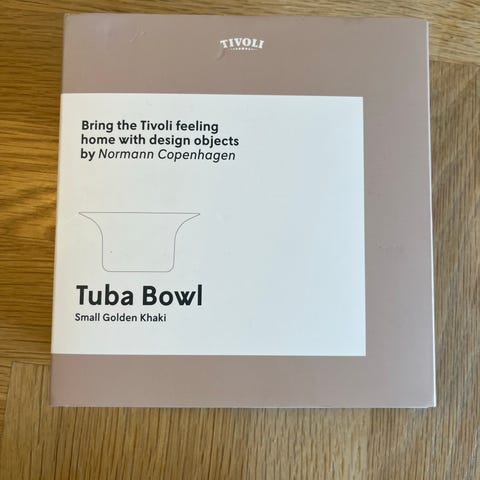 TIVOLI
Bring the Tivoli feeling
home with design objects
by Normann Copenhagen
Tuba Bowl
Small Golden Khaki